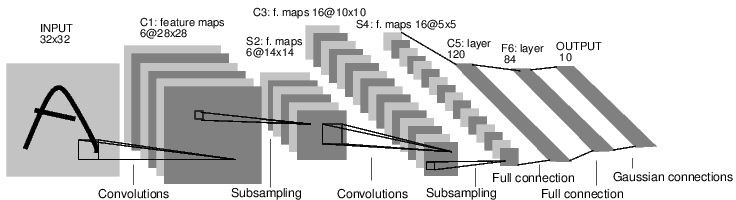 INPUT
32x32
C1: feature maps
6@28x28
S2: f. maps
6@14x14
C3: f. maps 16@10x10
S4: f. maps 16@5x5
C5: layer
120
F6: layer
84
OUTPUT
10
Convolutions
Subsampling
Convolutions
Subsampling
Full connection
Full connection
Gaussian connections
A